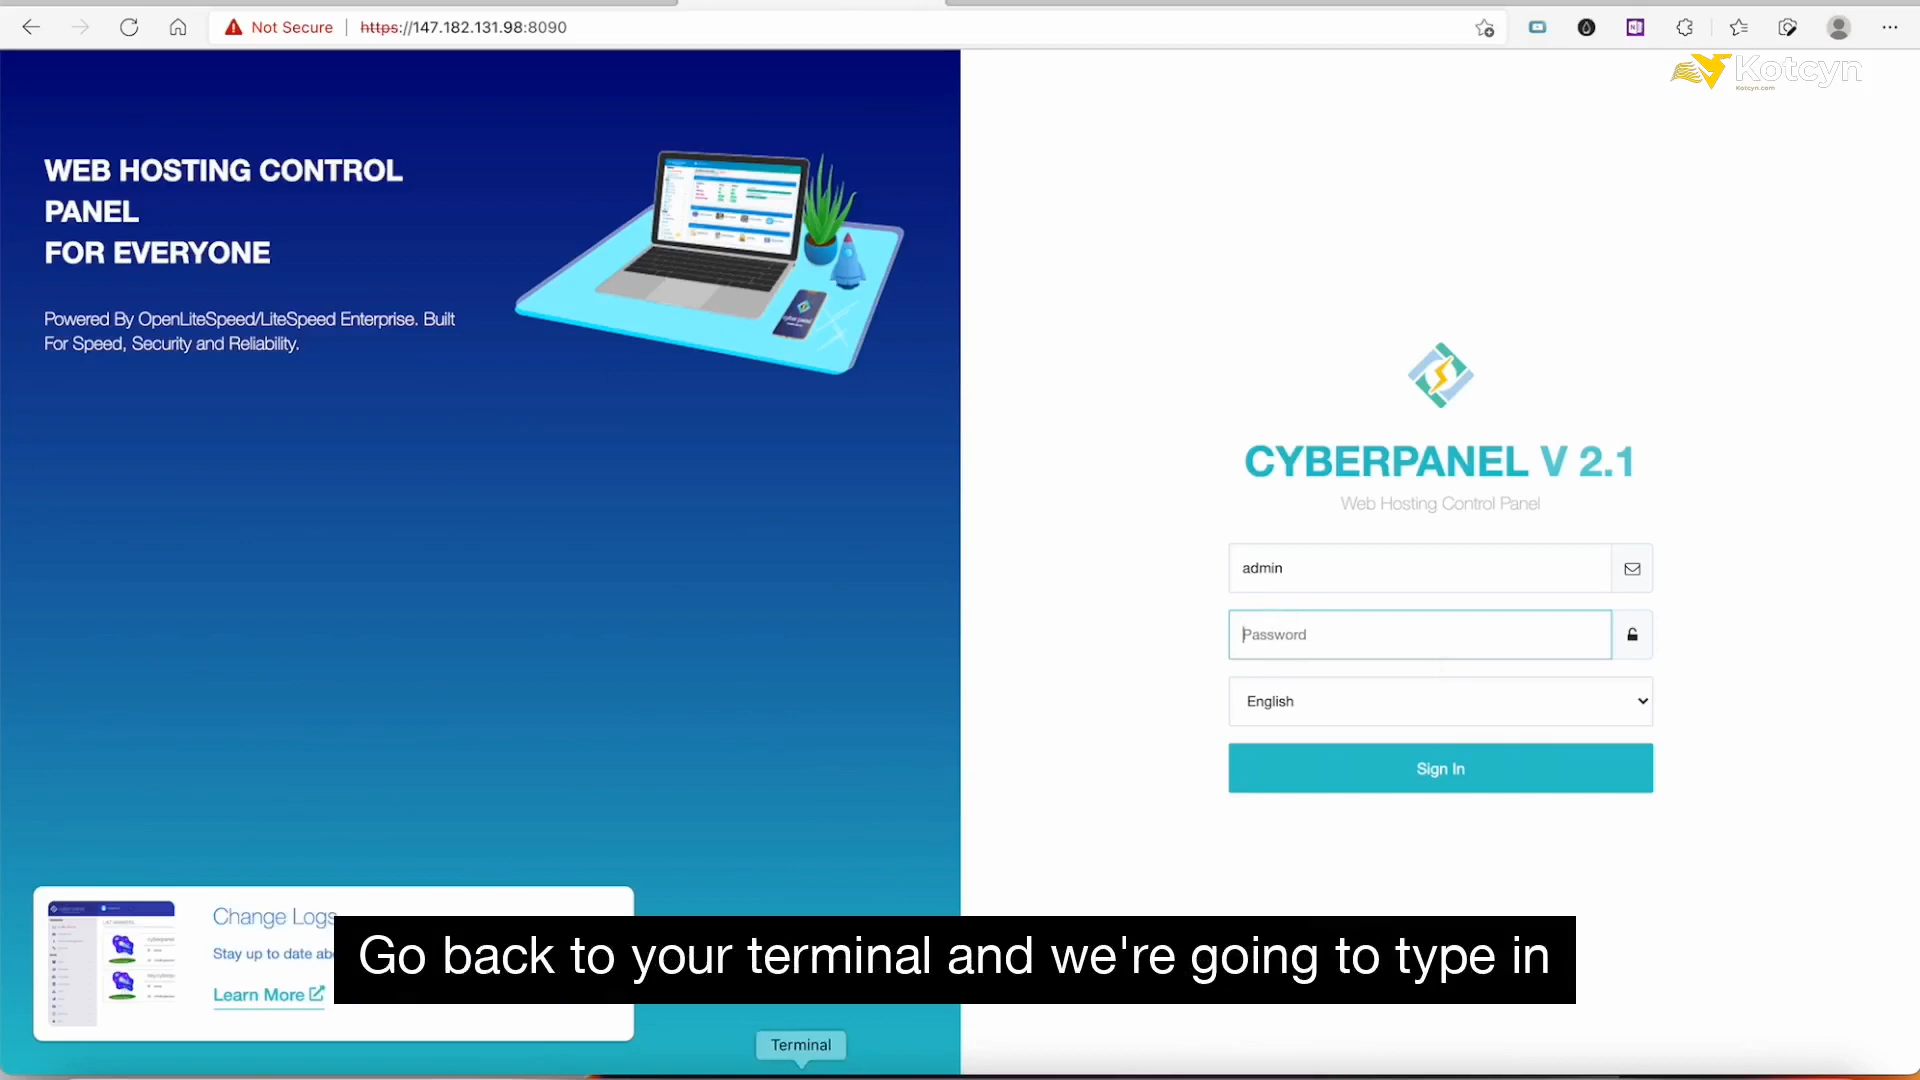 Not Secure
https://147.182.131.98:8090
Kotcyn
Kotcyn.com
WEB HOSTING CONTROL
PANEL
FOR EVERYONE
Powered By OpenLiteSpeed/LiteSpeed Enterprise. Built
For Speed, Security and Reliability.
CYBERPANEL V 2.1
Web Hosting Control Panel
admin
Password
English
Sign In
Change Logs
Stay up to date
Learn More
Go back to your terminal and we're going to type in
Terminal